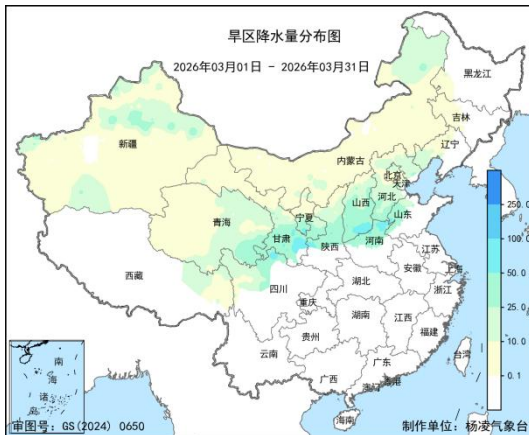 旱区降水量分布图
2026年03月01日 - 2026年03月31日
黑龙江
吉林
辽宁
新疆
内蒙古
北京
天津
河北
山西
山东
宁夏
青海
甘肃
陕西
河南
江苏
西藏
四川
安徽
上海
湖北
重庆
浙江
湖南
江西
贵州
福建
云南
台湾
广东
广西
香港
澳门
海南
250.0
100.0
50.0
25.0
10.0
0.1
南
海
诸
岛
审图号: GS(2024) 0650
制作单位: 杨凌气象台